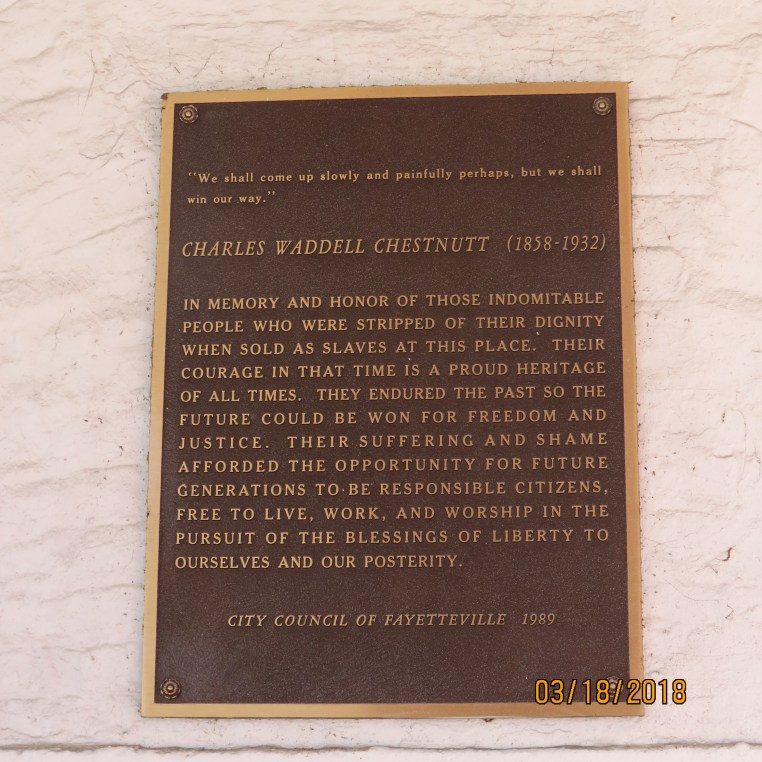 "We shall come up slowly and painfully perhaps, but we shall
win our way."
CHARLES WADDELL CHESTNUTT (1858-1932)
IN MEMORY AND HONOR OF THOSE INDOMITABLE
PEOPLE WHO WERE STRIPPED OF THEIR DIGNITY
WHEN SOLD AS SLAVES AT THIS PLACE. THEIR
COURAGE IN THAT TIME IS A PROUD HERITAGE
OF ALL TIMES. THEY ENDURED THE PAST SO THE
FUTURE COULD BE WON FOR FREEDOM AND
JUSTICE. THEIR SUFFERING AND SHAME
AFFORDED THE OPPORTUNITY FOR FUTURE
GENERATIONS TO BE RESPONSIBLE CITIZENS,
FREE TO LIVE, WORK, AND WORSHIP IN THE
PURSUIT OF THE BLESSINGS OF LIBERTY TO
OURSELVES AND OUR POSTERITY.
CITY COUNCIL OF FAYETTEVILLE 1989
03/18/2018